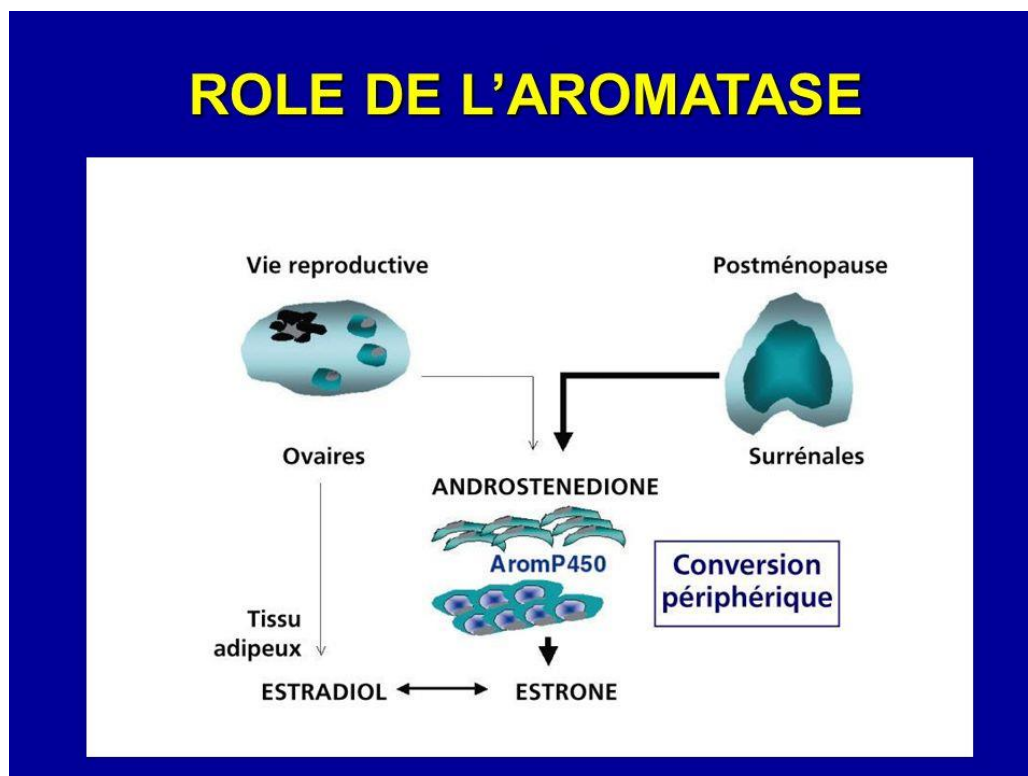 ROLE DE L’AROMATASE
Vie reproductive
Postménopause
Ovaires
Surrénales
ANDROSTENEDIONE
AromP450
Conversion
périphérique
Tissu
adipeux
ESTRADIOL
ESTRONE